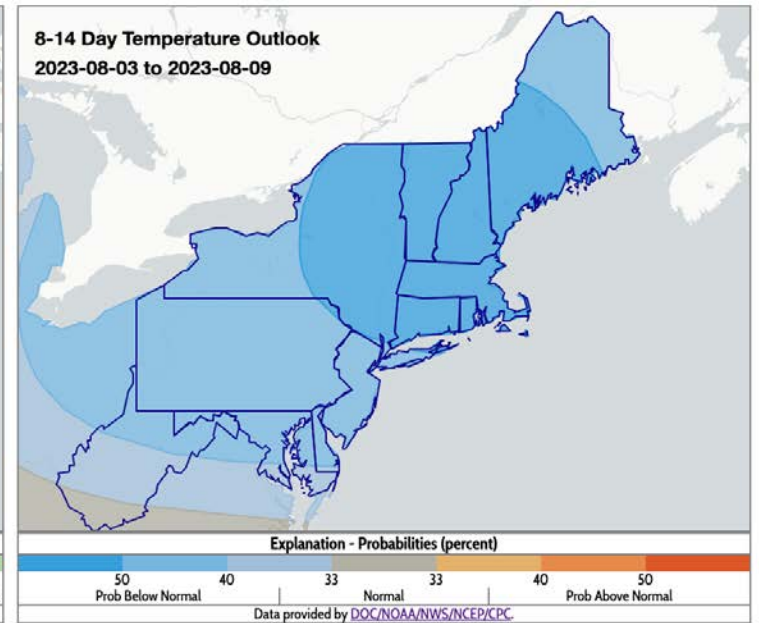 8-14 Day Temperature Outlook
2023-08-03 to 2023-08-09
Explanation - Probabilities (percent)
50 40 33 33 40 50
Prob Below Normal | Normal | Prob Above Normal
Data provided by DOC/NOAA/NWS/NCEP/CPC.